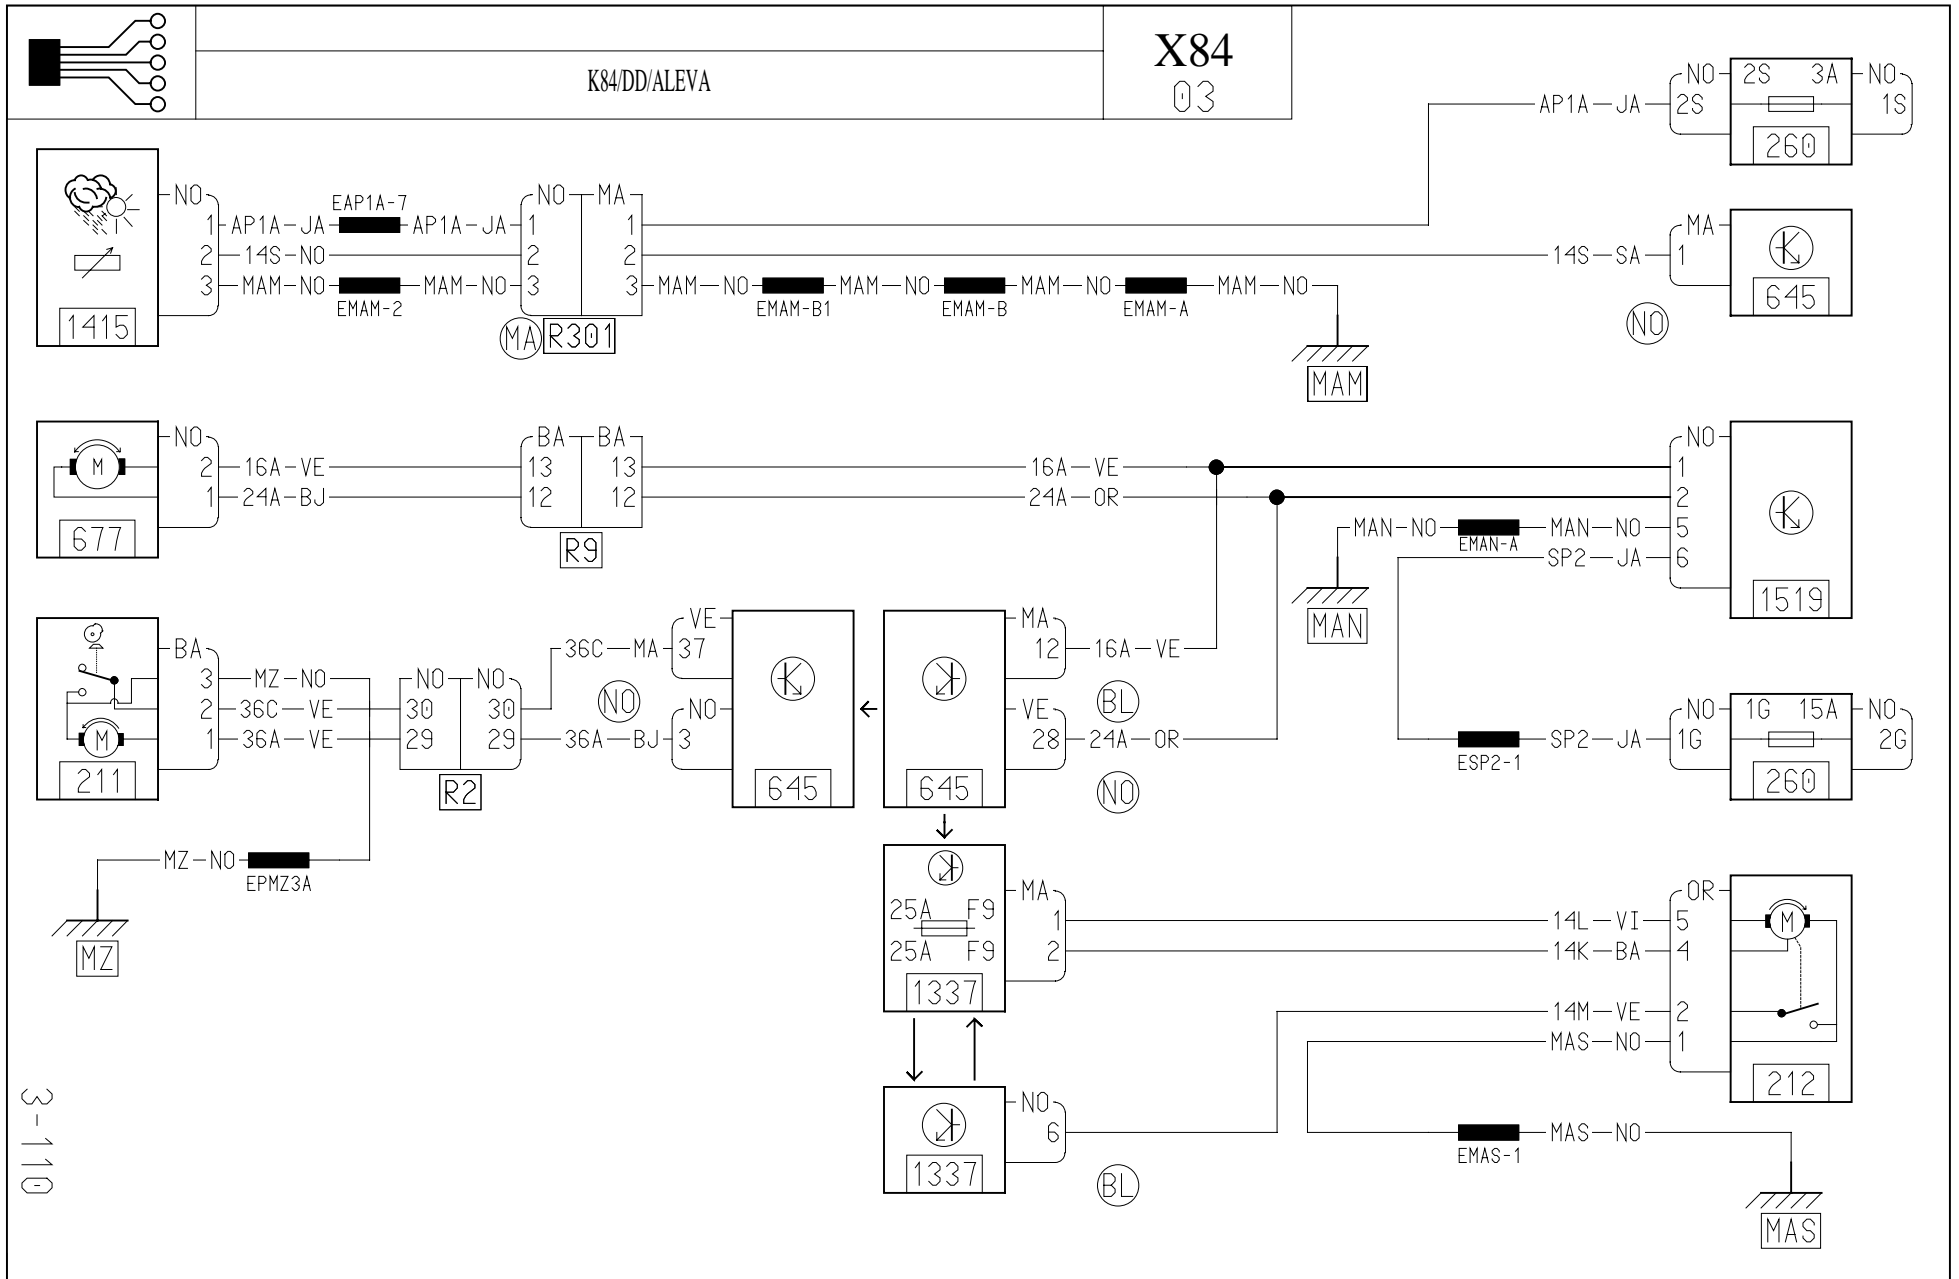 K84/DD/ALEVA
X84
03
NO 2S 3A NO
AP1A JA 2S 1S
260
NO EAP1A-7 NO MA
1 AP1A JA AP1A JA 1 1
2 14S NO 2 2 14S SA 1 MA
3 MAM NO MAM NO 3 3 MAM NO MAM NO MAM NO MAM NO
EMAM-2 EMAM-B1 EMAM-B EMAM-A
1415 MA R301 645
NO
MAM
NO BA BA NO
2 16A VE 13 13 16A VE 1
1 24A BJ 12 12 24A OR 2
M
677 R9
MAN NO MAN NO 5
EMAN-A
SP2 JA 6
1519
MAN
BA VE MA
36C MA 37 12 16A VE
3 MZ NO NO NO NO BL
2 36C VE 30 30 NO VE
1 36A VE 29 29 36A BJ 3 28 24A OR
M
211 R2 645 645 NO
NO 1G 15A NO
SP2 JA 1G 2G
ESP2-1
260
MZ NO
EPMZ3A
MZ
MA OR
25A F9 1 14L VI 5 M
25A F9 2 14K BA 4
1337
14M VE 2
MAS NO 1
212
NO
6 MAS NO
EMAS-1
1337 BL
MAS
3-110